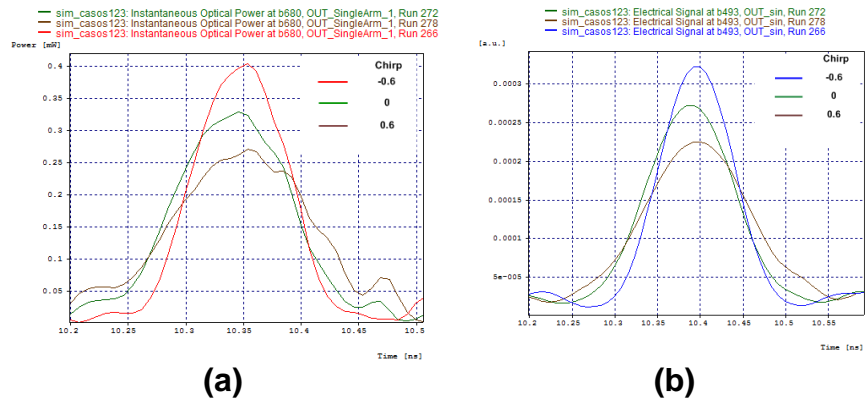 sim_casos123: Instantaneous Optical Power at b680, OUT_SingleArm_1, Run 272
sim_casos123: Instantaneous Optical Power at b680, OUT_SingleArm_1, Run 278
sim_casos123: Instantaneous Optical Power at b680, OUT_SingleArm_1, Run 266
Power [mW]
Chirp
-0.6
0
0.6
0.4
0.35
0.3
0.25
0.2
0.15
0.1
0.05
10.2
10.25
10.3
10.35
10.4
10.45
10.5
Time [ns]
(a)
sim_casos123: Electrical Signal at b493, OUT_sin, Run 272
sim_casos123: Electrical Signal at b493, OUT_sin, Run 278
sim_casos123: Electrical Signal at b493, OUT_sin, Run 266
[a.u.]
Chirp
-0.6
0
0.6
0.0003
0.00025
0.0002
0.00015
0.0001
5e-005
10.2
10.25
10.3
10.35
10.4
10.45
10.5
10.55
Time [ns]
(b)